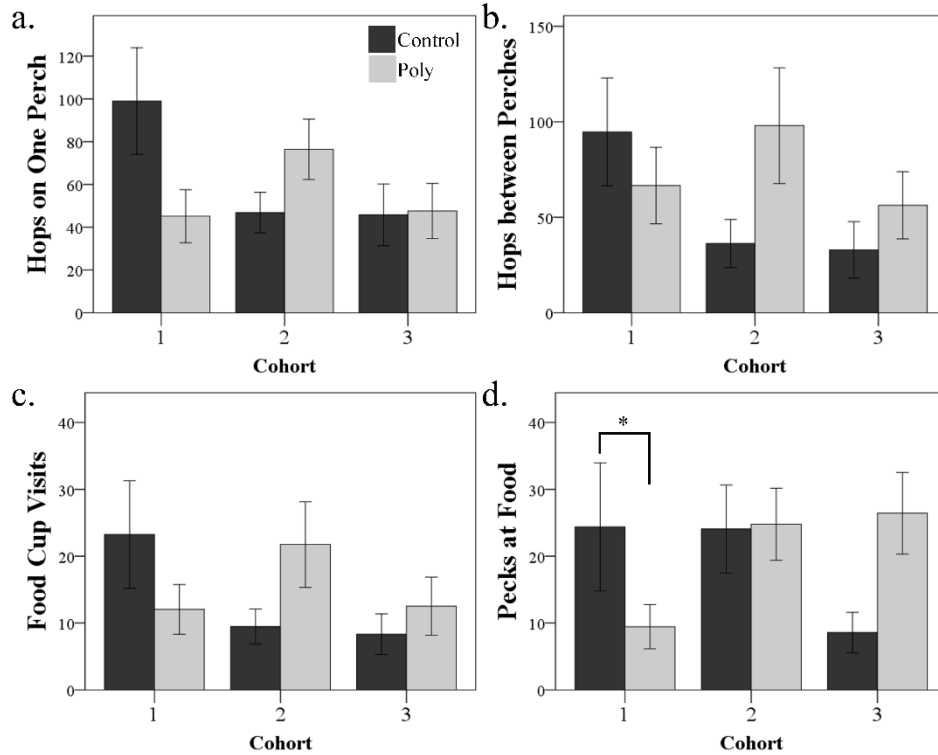 a.
Hops on One Perch
120
100
80
60
40
20
0
Control
Poly
1 2 3
Cohort
b.
Hops between Perches
150
100
50
0
1 2 3
Cohort
c.
Food Cup Visits
40
30
20
10
0
1 2 3
Cohort
d.
Pecks at Food
40
30
20
10
0
*
1 2 3
Cohort